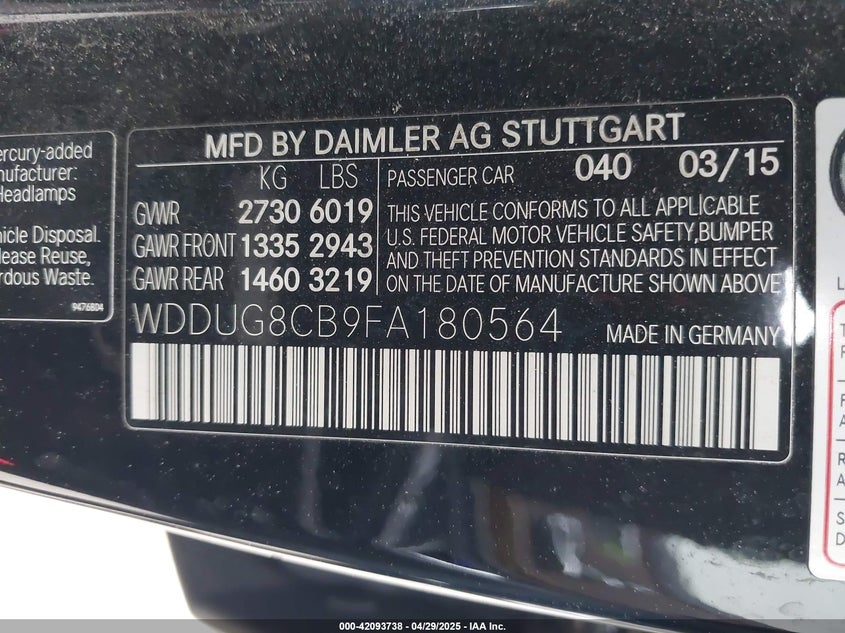 ercury-added
nufacturer:
Headlamps
hicle Disposal.
lease Reuse,
rdous Waste.
9476804
MFD BY DAIMLER AG STUTTGART
KG LBS
PASSENGER CAR 040 03/15
GVWR 2730 6019
GAWR FRONT 1335 2943
GAWR REAR 1460 3219
THIS VEHICLE CONFORMS TO ALL APPLICABLE
U.S. FEDERAL MOTOR VEHICLE SAFETY,BUMPER
AND THEFT PREVENTION STANDARDS IN EFFECT
ON THE DATE OF MANUFACTURE SHOWN ABOVE
WDDUG8CB9FA180564 MADE IN GERMANY
000-42093738 - 04/29/2025 - IAA Inc.